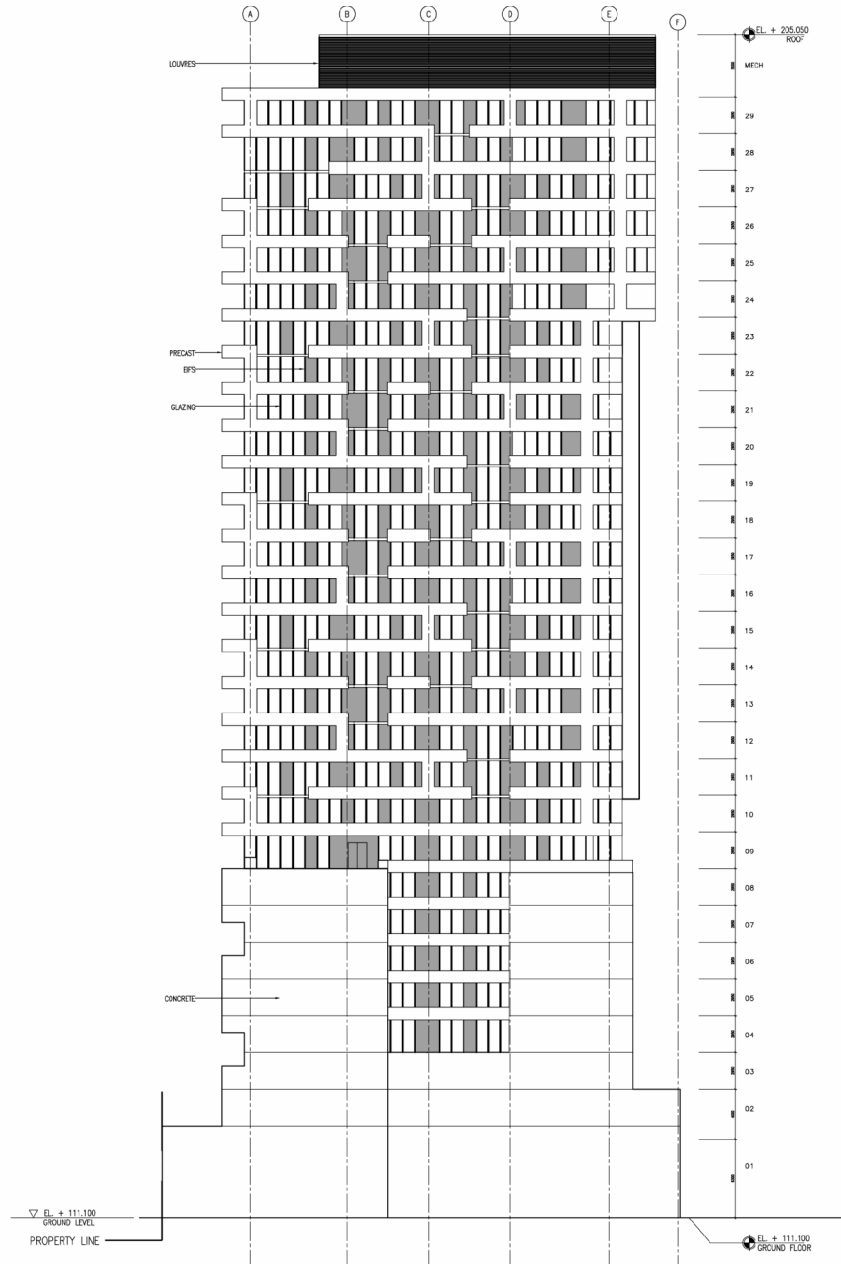 A B C D E F
EL. + 205.050
ROOF
LOUVRES
MECH
29
28
27
26
25
24
23
PRECAST
22
EIFS
GLAZING
21
20
19
18
17
16
15
14
13
12
11
10
09
08
07
06
CONCRETE
05
04
03
02
01
EL. + 111.100
GROUND LEVEL
PROPERTY LINE
EL. + 111.100
GROUND FLOOR